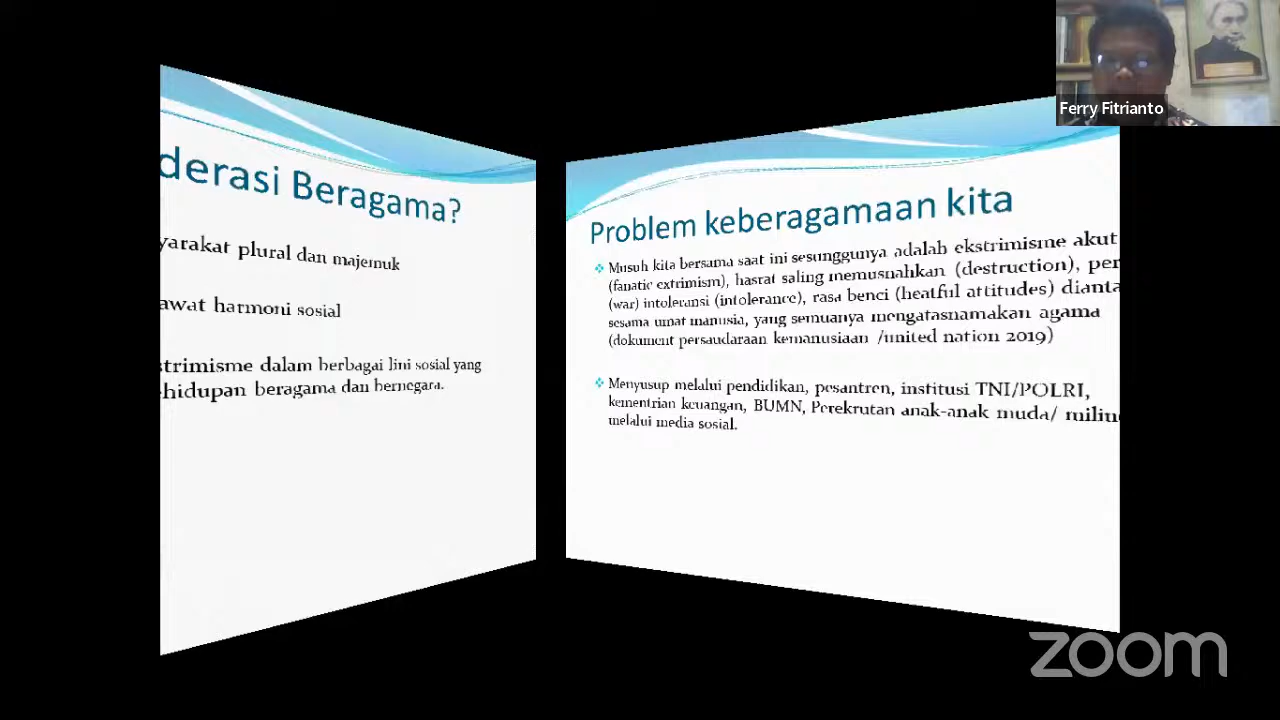 derasi Beragama?
yarakat plural dan majemuk
awat harmoni sosial
strimisme dalam berbagai lini sosial yang
hidupan beragama dan bernegara.
Problem keberagamaan kita
Musuh kita bersama saat ini sesunggunya adalah ekstrimisme akut
(fanatic extrimism), hasrat saling memusnahkan (destruction), per
(war) intoleransi (intolerance), rasa benci (heatful attitudes) dianta
sesama umat manusia, yang semuanya mengatasnamakan agama
(dokument persaudaraan kemanusiaan /united nation 2019)
Menyusup melalui pendidikan, pesantren, institusi TNI/POLRI,
kementrian keuangan, BUMN, Perekrutan anak-anak muda/ milin
melalui media sosial.
Ferry Fitrianto
zoom